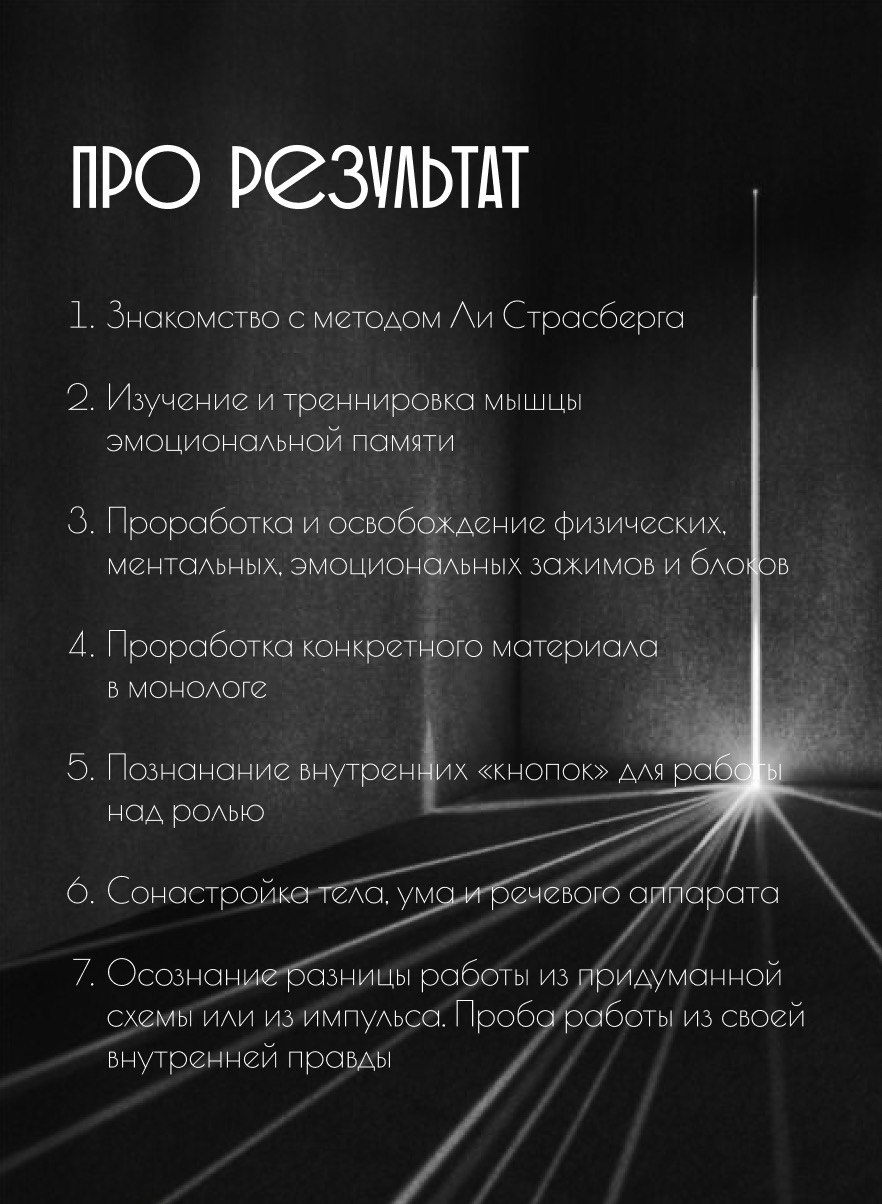 ПРО РЕЗУЛЬТАТ
1. Знакомство с методом Ли Страсберга
2. Изучение и треннировка мышцы
эмоциональной памяти
3. Проработка и освобождение физических,
ментальных, эмоциональных зажимов и блоков
4. Проработка конкретного материала
в монологе
5. Познанание внутренних «кнопок» для работы
над ролью
6. Сонастройка тела, ума и речевого аппарата
7. Осознание разницы работы из придуманной
схемы или из импульса. Проба работы из своей
внутренней правды